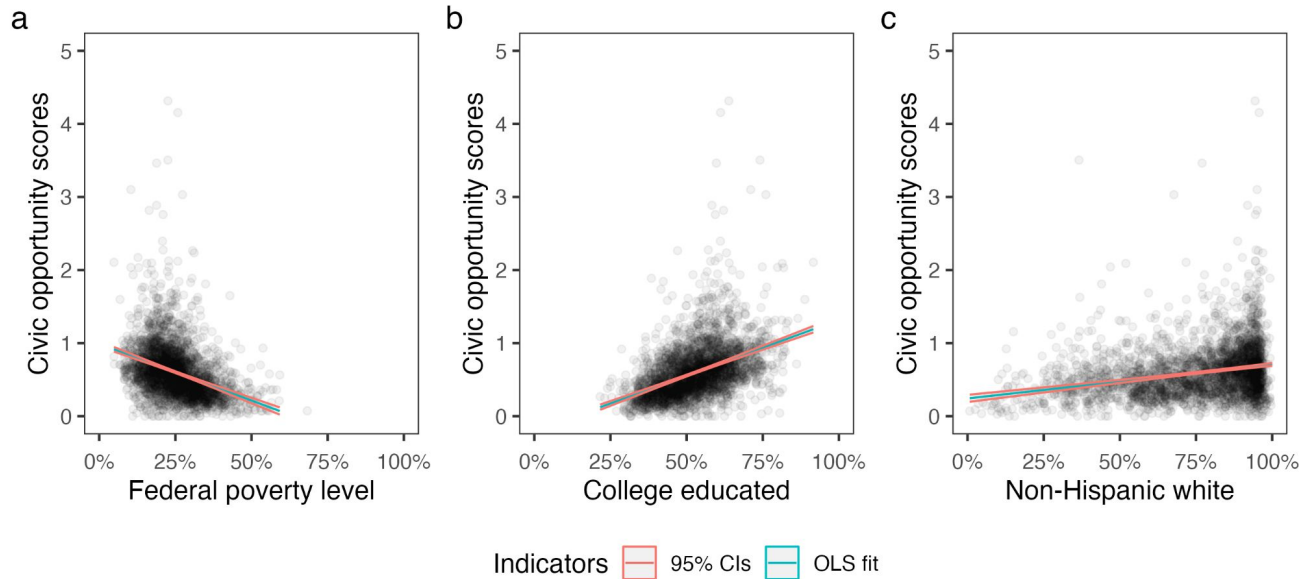 a
Civic opportunity scores
5
4
3
2
1
0
0% 25% 50% 75% 100%
Federal poverty level
b
Civic opportunity scores
5
4
3
2
1
0
0% 25% 50% 75% 100%
College educated
c
Civic opportunity scores
5
4
3
2
1
0
0% 25% 50% 75% 100%
Non-Hispanic white
Indicators 95% CIs OLS fit